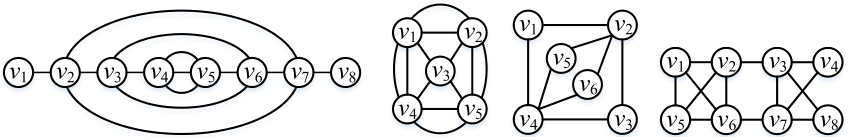 v1 v2 v3 v4 v5 v6 v7 v8
v1 v2
v3
v4 v5
v1 v2
v5
v6
v4 v3
v1 v2 v3 v4
v5 v6 v7 v8